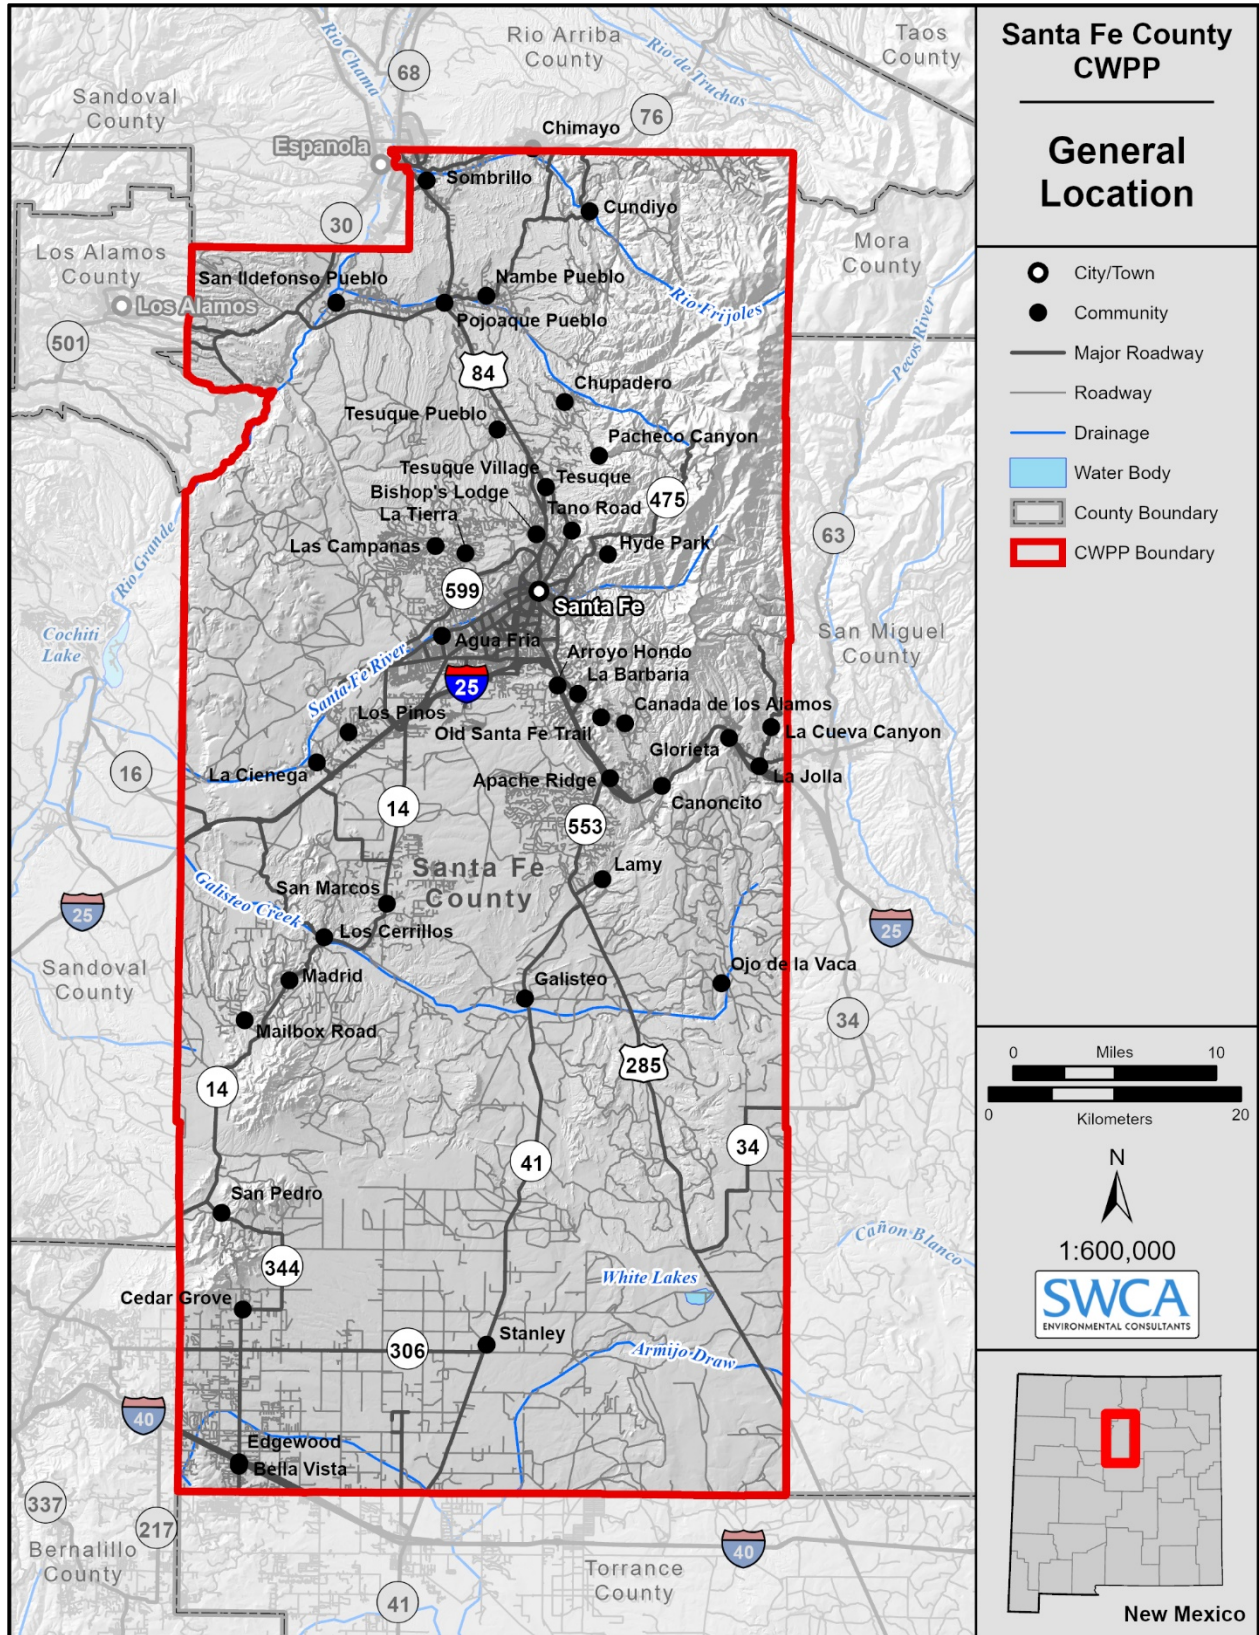 Santa Fe County
CWPP
General
Location
City/Town
Community
Major Roadway
Roadway
Drainage
Water Body
County Boundary
CWPP Boundary
0 Miles 10
0 Kilometers 20
N
1:600,000
SWCA
ENVIRONMENTAL CONSULTANTS
New Mexico
Rio Arriba
County
Taos
County
Rio Chama
68
Rio de Truchas
Sandoval
County
76
Chimayo
Espanola
Sombrillo
Cundiyo
30
Mora
County
Los Alamos
County
San Ildefonso Pueblo
Nambe Pueblo
Los Alamos
Pojoaque Pueblo
Rio Frijoles
501
84
Pecos River
Chupadero
Tesuque Pueblo
Pacheco Canyon
Tesuque Village
Tesuque
Bishop's Lodge
475
Tano Road
La Tierra
Las Campanas
Hyde Park
63
Rio Grande
599
Santa Fe
Cochiti
Lake
Agua Fria
San Miguel
County
Arroyo Hondo
La Barbaria
25
Santa Fe River
Los Pinos
Canada de los Alamos
Old Santa Fe Trail
La Cueva Canyon
Glorieta
La Cienega
16
Apache Ridge
La Jolla
Canoncito
14
553
Santa Fe
County
Lamy
San Marcos
Galisteo Creek
25
25
Los Cerrillos
Sandoval
County
Madrid
Galisteo
Ojo de la Vaca
Mailbox Road
34
285
14
34
41
San Pedro
Cañon Blanco
344
White Lakes
Cedar Grove
Stanley
306
Armijo Draw
40
Edgewood
Bella Vista
337
217
Bernalillo
County
40
Torrance
County
41